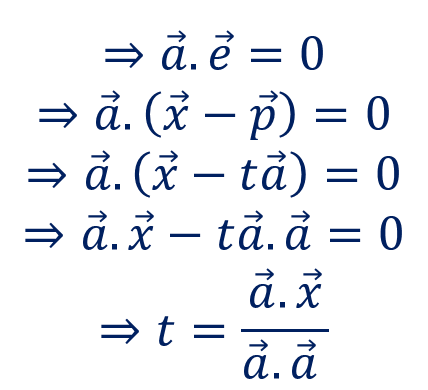 ⇒ a⃗. e⃗ = 0
⇒ a⃗. (x⃗ − p⃗) = 0
⇒ a⃗. (x⃗ − ta⃗) = 0
⇒ a⃗. x⃗ − ta⃗. a⃗ = 0
⇒ t = (a⃗. x⃗)/(a⃗. a⃗)